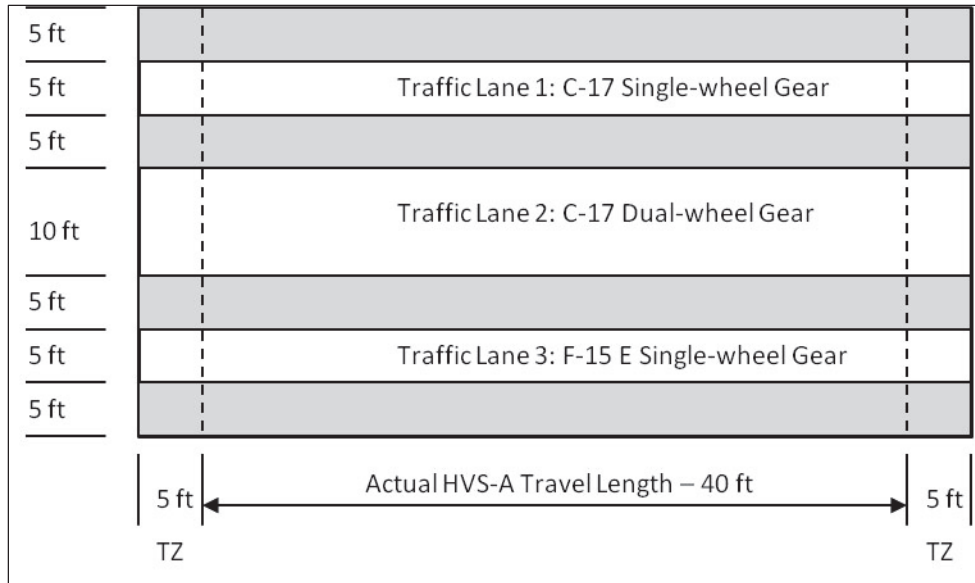 5 ft
5 ft
Traffic Lane 1: C-17 Single-wheel Gear
5 ft
10 ft
Traffic Lane 2: C-17 Dual-wheel Gear
5 ft
5 ft
Traffic Lane 3: F-15 E Single-wheel Gear
5 ft
5 ft
Actual HVS-A Travel Length – 40 ft
5 ft
TZ
TZ